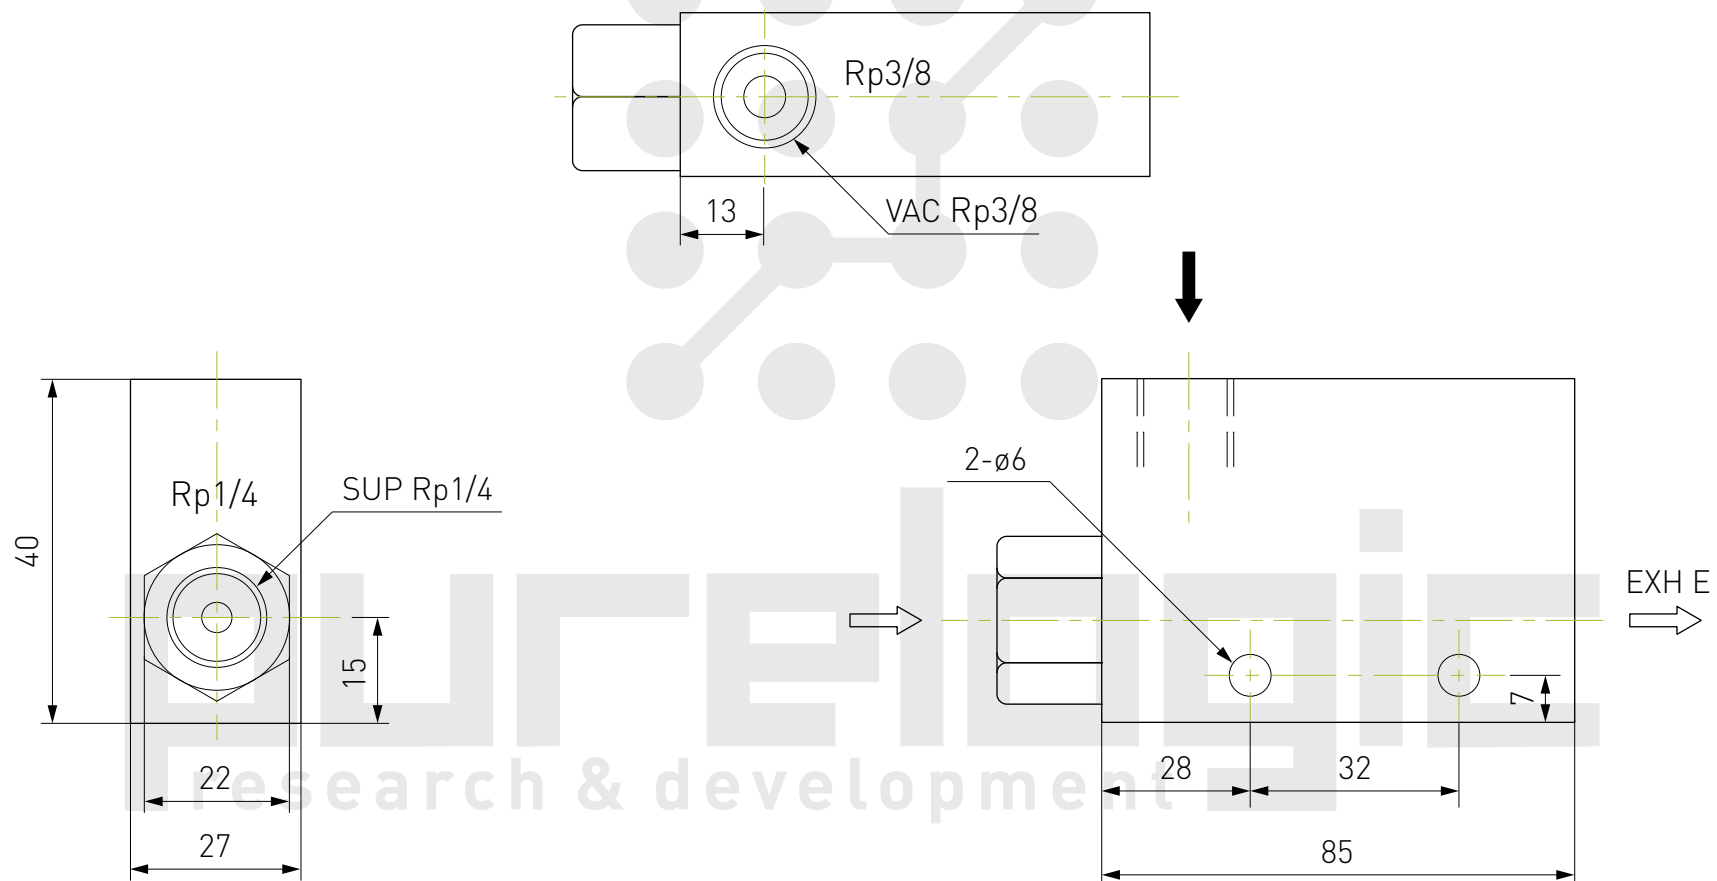 Rp3/8
13
VAC Rp3/8
2-ø6
Rp1/4
SUP Rp1/4
40
15
EXH E
7
22
28
32
27
85
purelogic
research & development